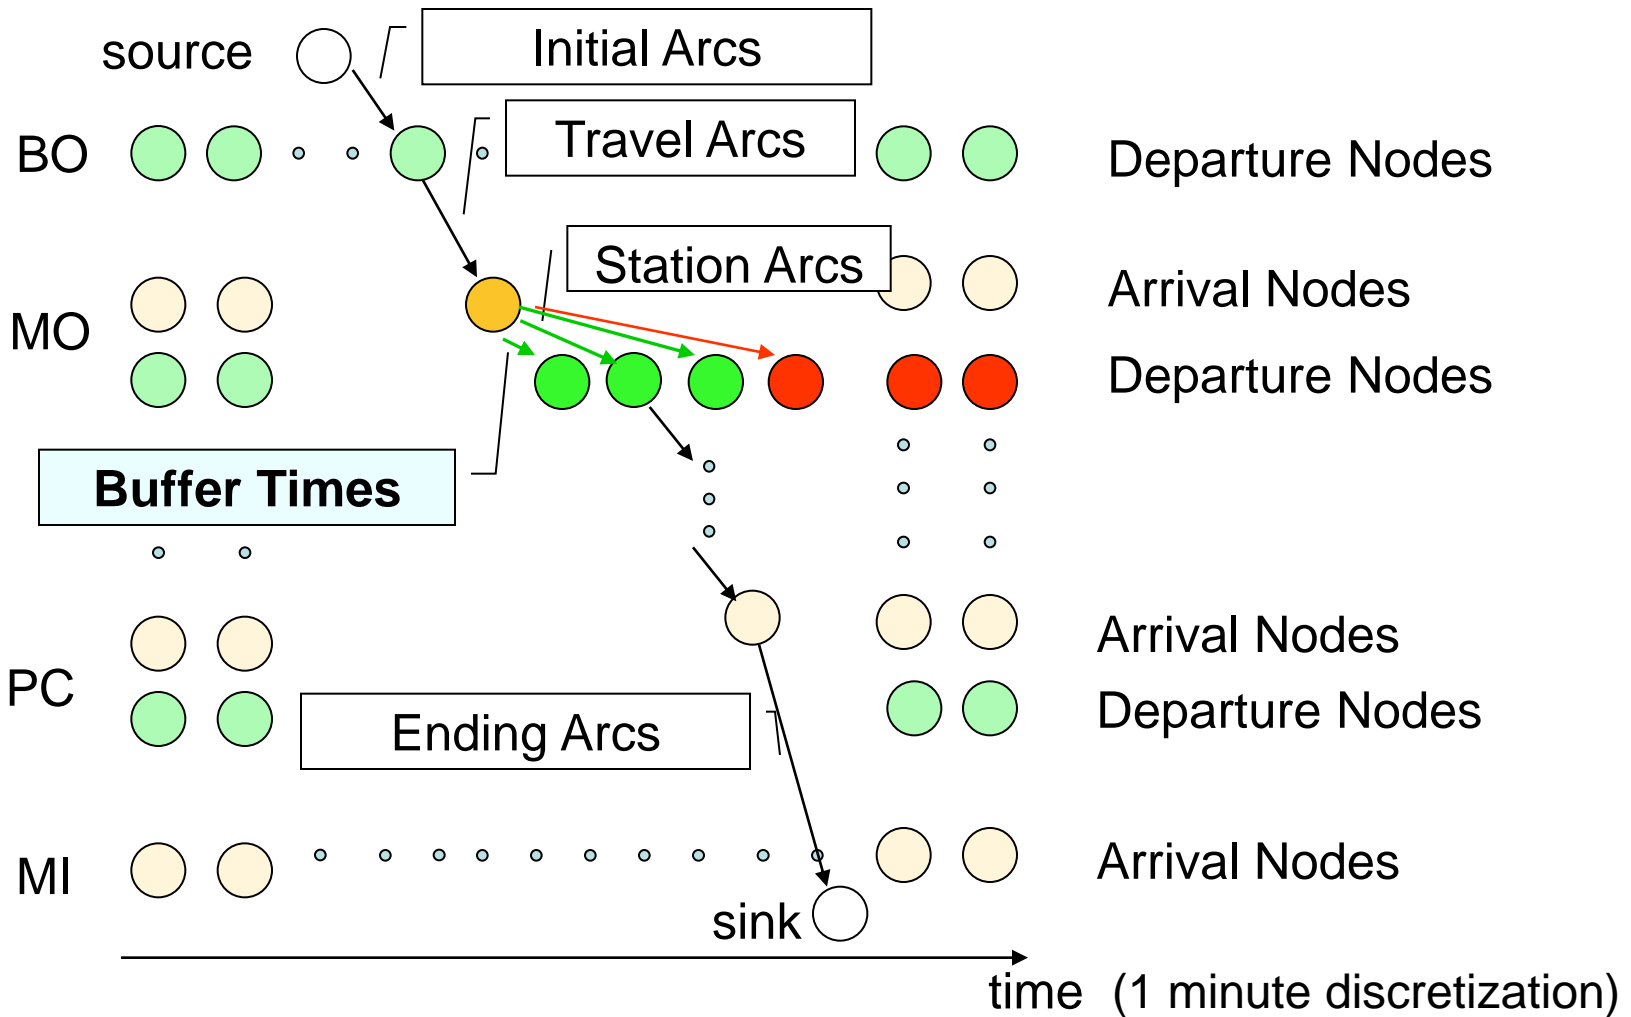 source
Initial Arcs
BO
Travel Arcs
Departure Nodes
Station Arcs
Arrival Nodes
MO
Departure Nodes
Buffer Times
Arrival Nodes
PC
Departure Nodes
Ending Arcs
MI
Arrival Nodes
sink
time (1 minute discretization)